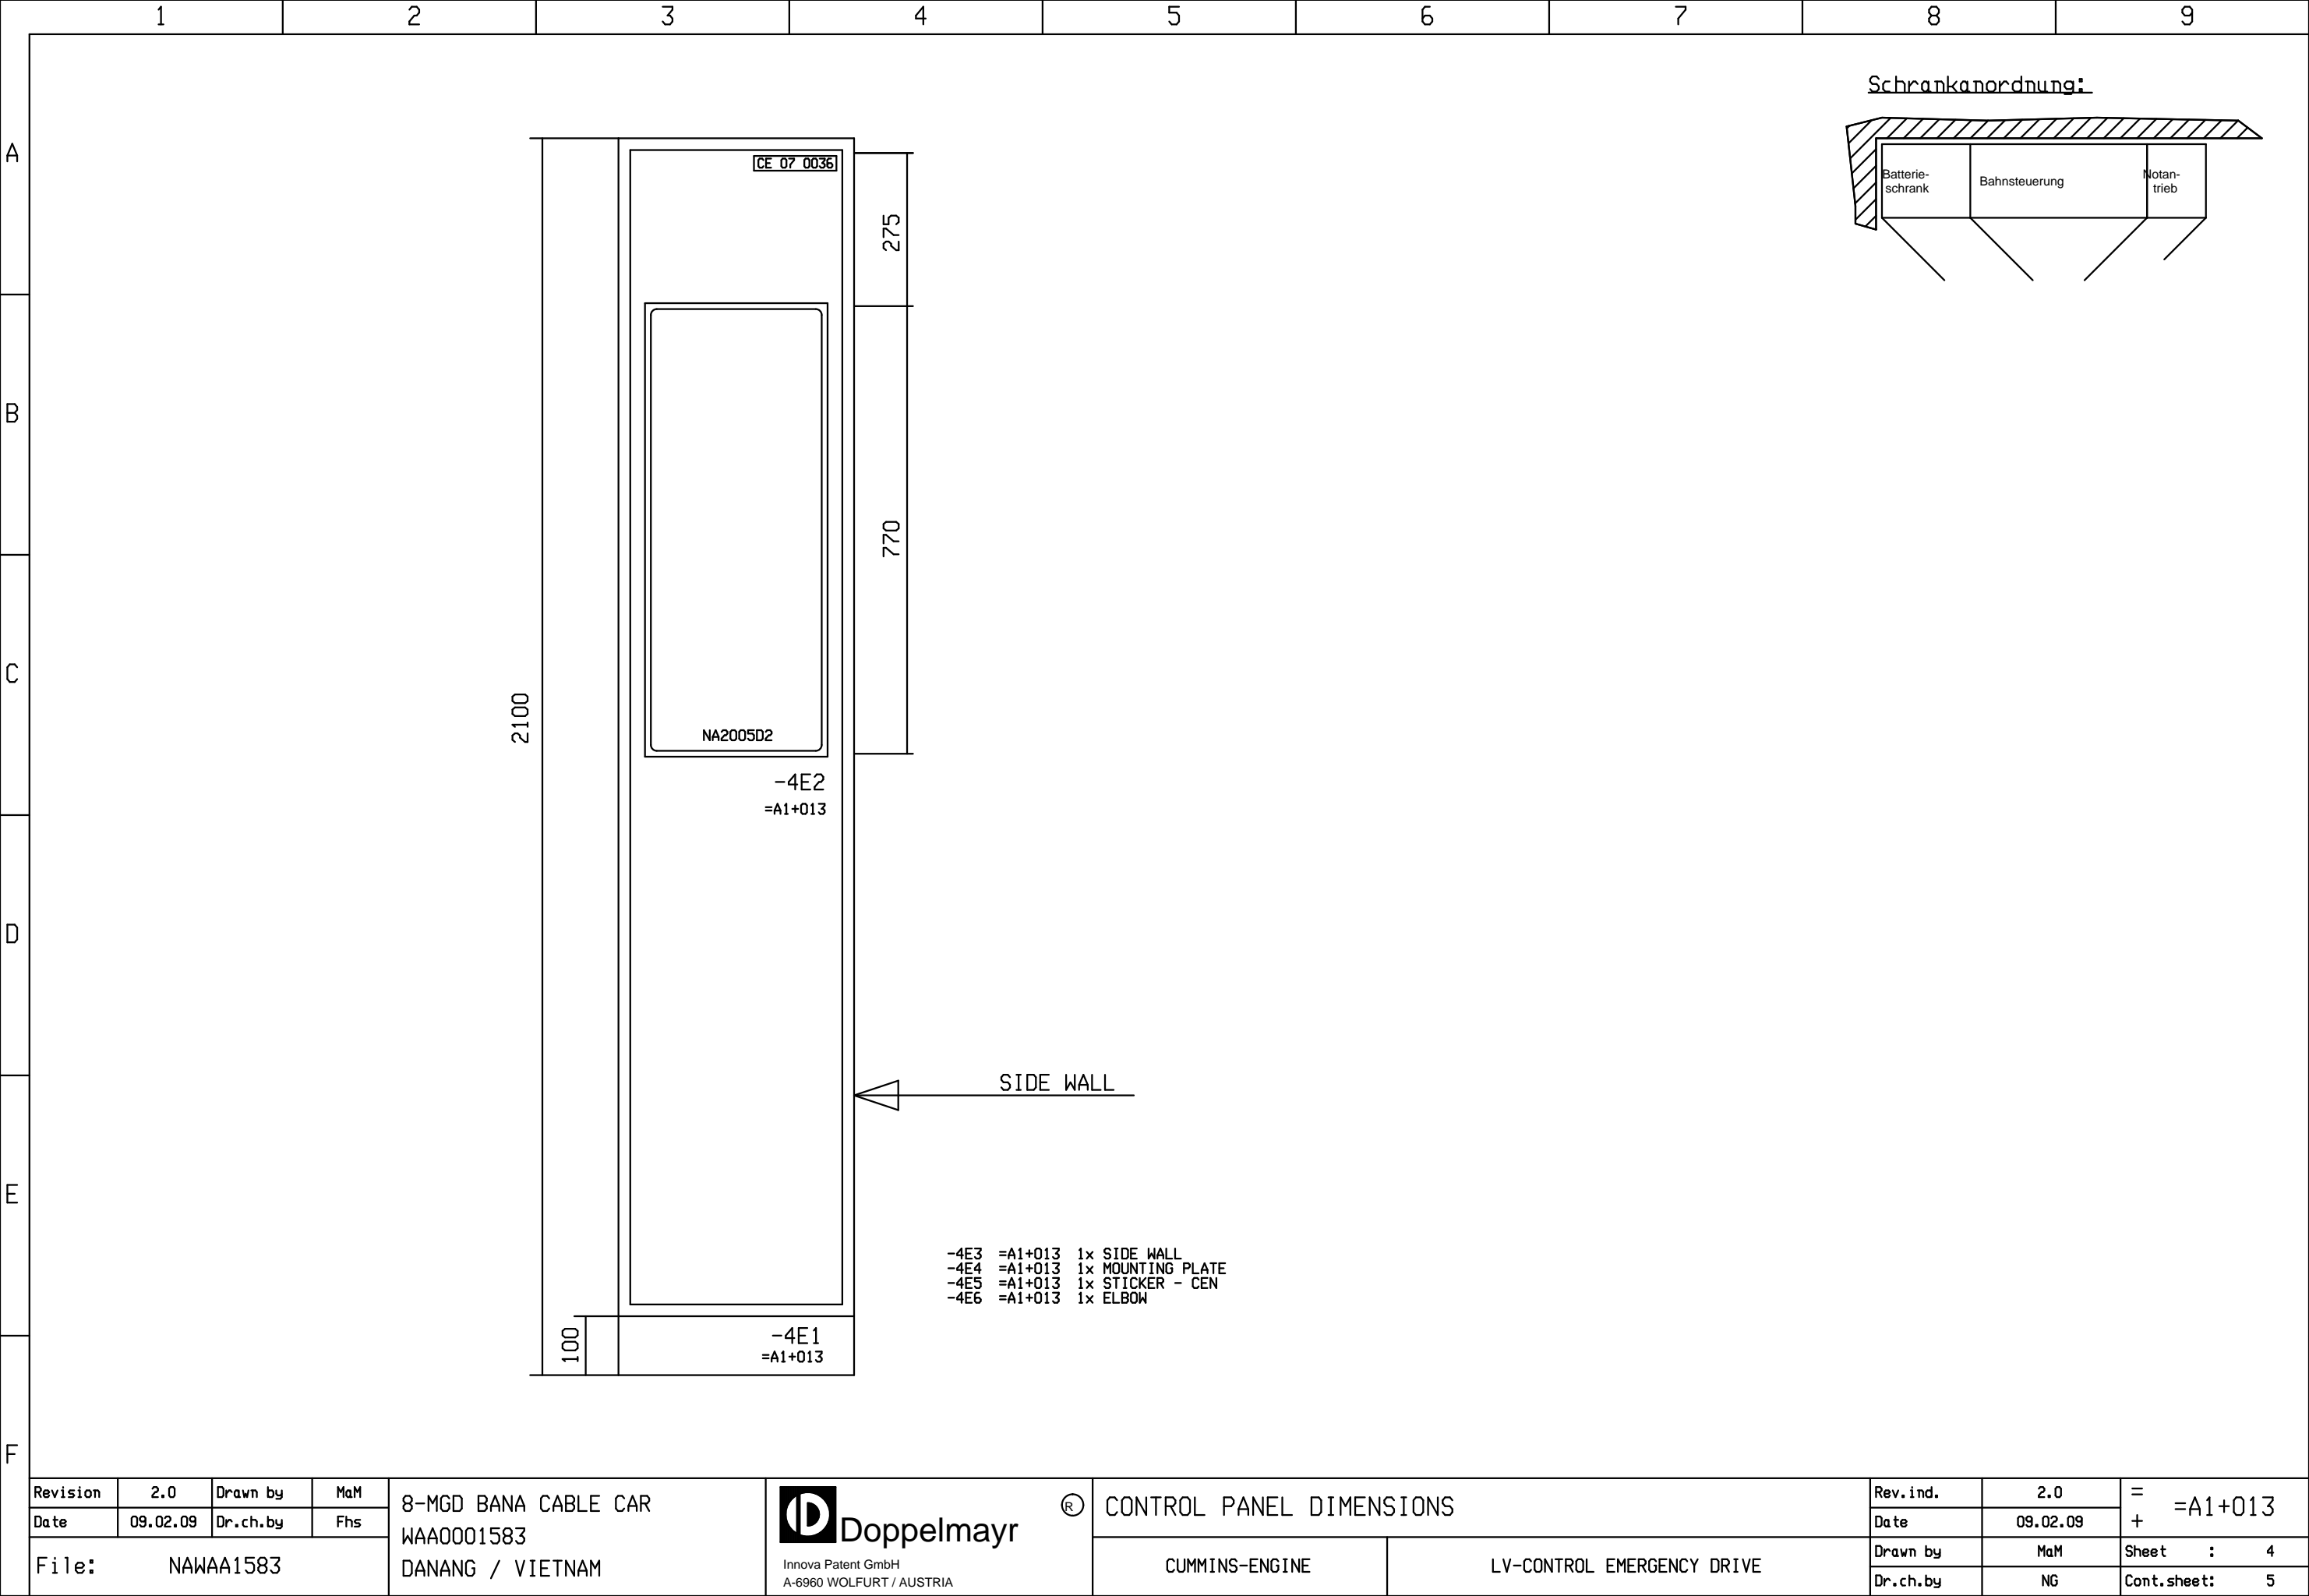 1 2 3 4 5 6 7 8 9
A
B
C
D
E
F
Schrankanordnung:
Batterie-
schrank
Bahnsteuerung
Notan-
trieb
CE 07 0036
275
770
2100
NA2005D2
-4E2
=A1+013
SIDE WALL
-4E3 =A1+013 1x SIDE WALL
-4E4 =A1+013 1x MOUNTING PLATE
-4E5 =A1+013 1x STICKER - CEN
-4E6 =A1+013 1x ELBOW
100
-4E1
=A1+013
Revision 2.0 Drawn by MaM
Date 09.02.09 Dr.ch.by Fhs
File: NAWAA1583
8-MGD BANA CABLE CAR
WAA0001583
DANANG / VIETNAM
Doppelmayr ®
Innova Patent GmbH
A-6960 WOLFURT / AUSTRIA
CONTROL PANEL DIMENSIONS
CUMMINS-ENGINE
LV-CONTROL EMERGENCY DRIVE
Rev.ind. 2.0
Date 09.02.09
Drawn by MaM
Dr.ch.by NG
=
+
=A1+013
Sheet : 4
Cont.sheet: 5